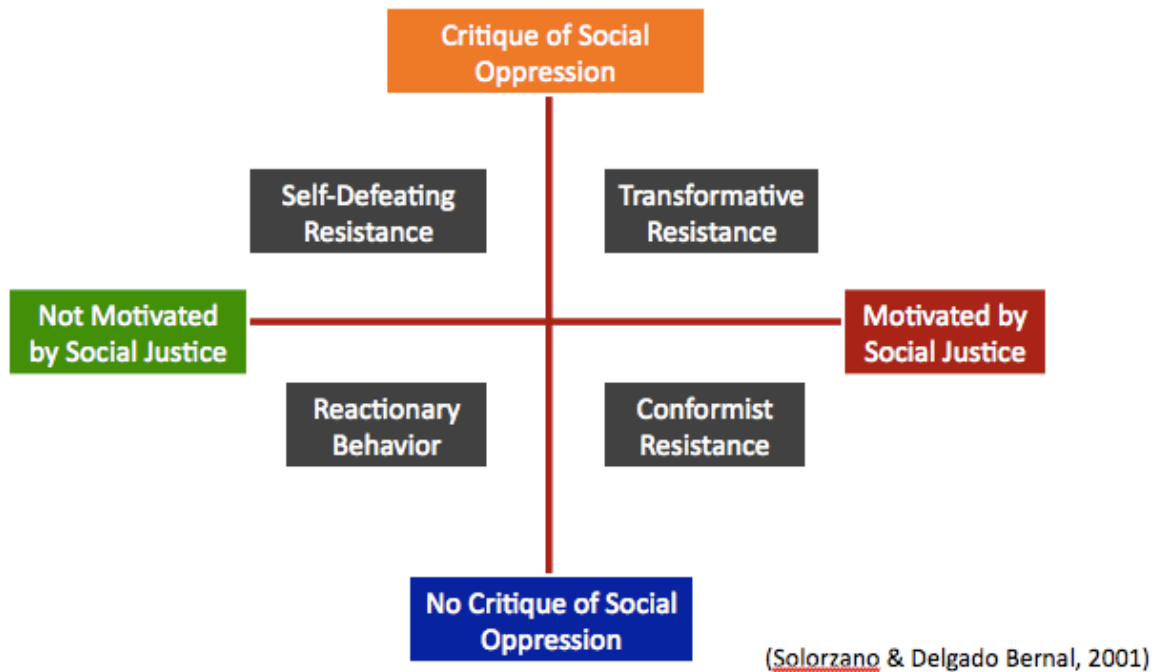 Critique of Social
Oppression
Self-Defeating
Resistance
Transformative
Resistance
Not Motivated
by Social Justice
Motivated by
Social Justice
Reactionary
Behavior
Conformist
Resistance
No Critique of Social
Oppression
(Solorzano & Delgado Bernal, 2001)